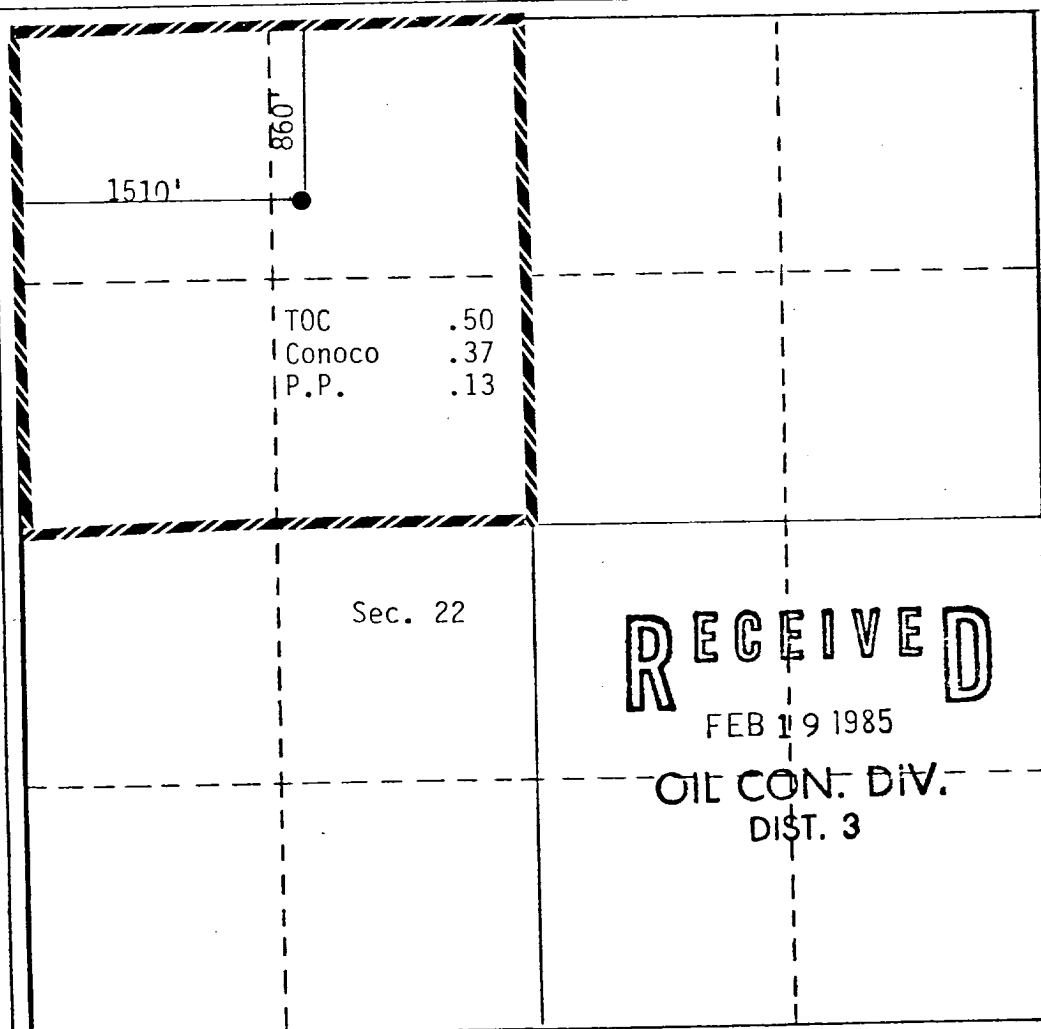 860'
1510'
TOC .50
Conoco .37
P.P. .13
Sec. 22
RECEIVED
FEB 19 1985
OIL CON. DIV.
DIST. 3